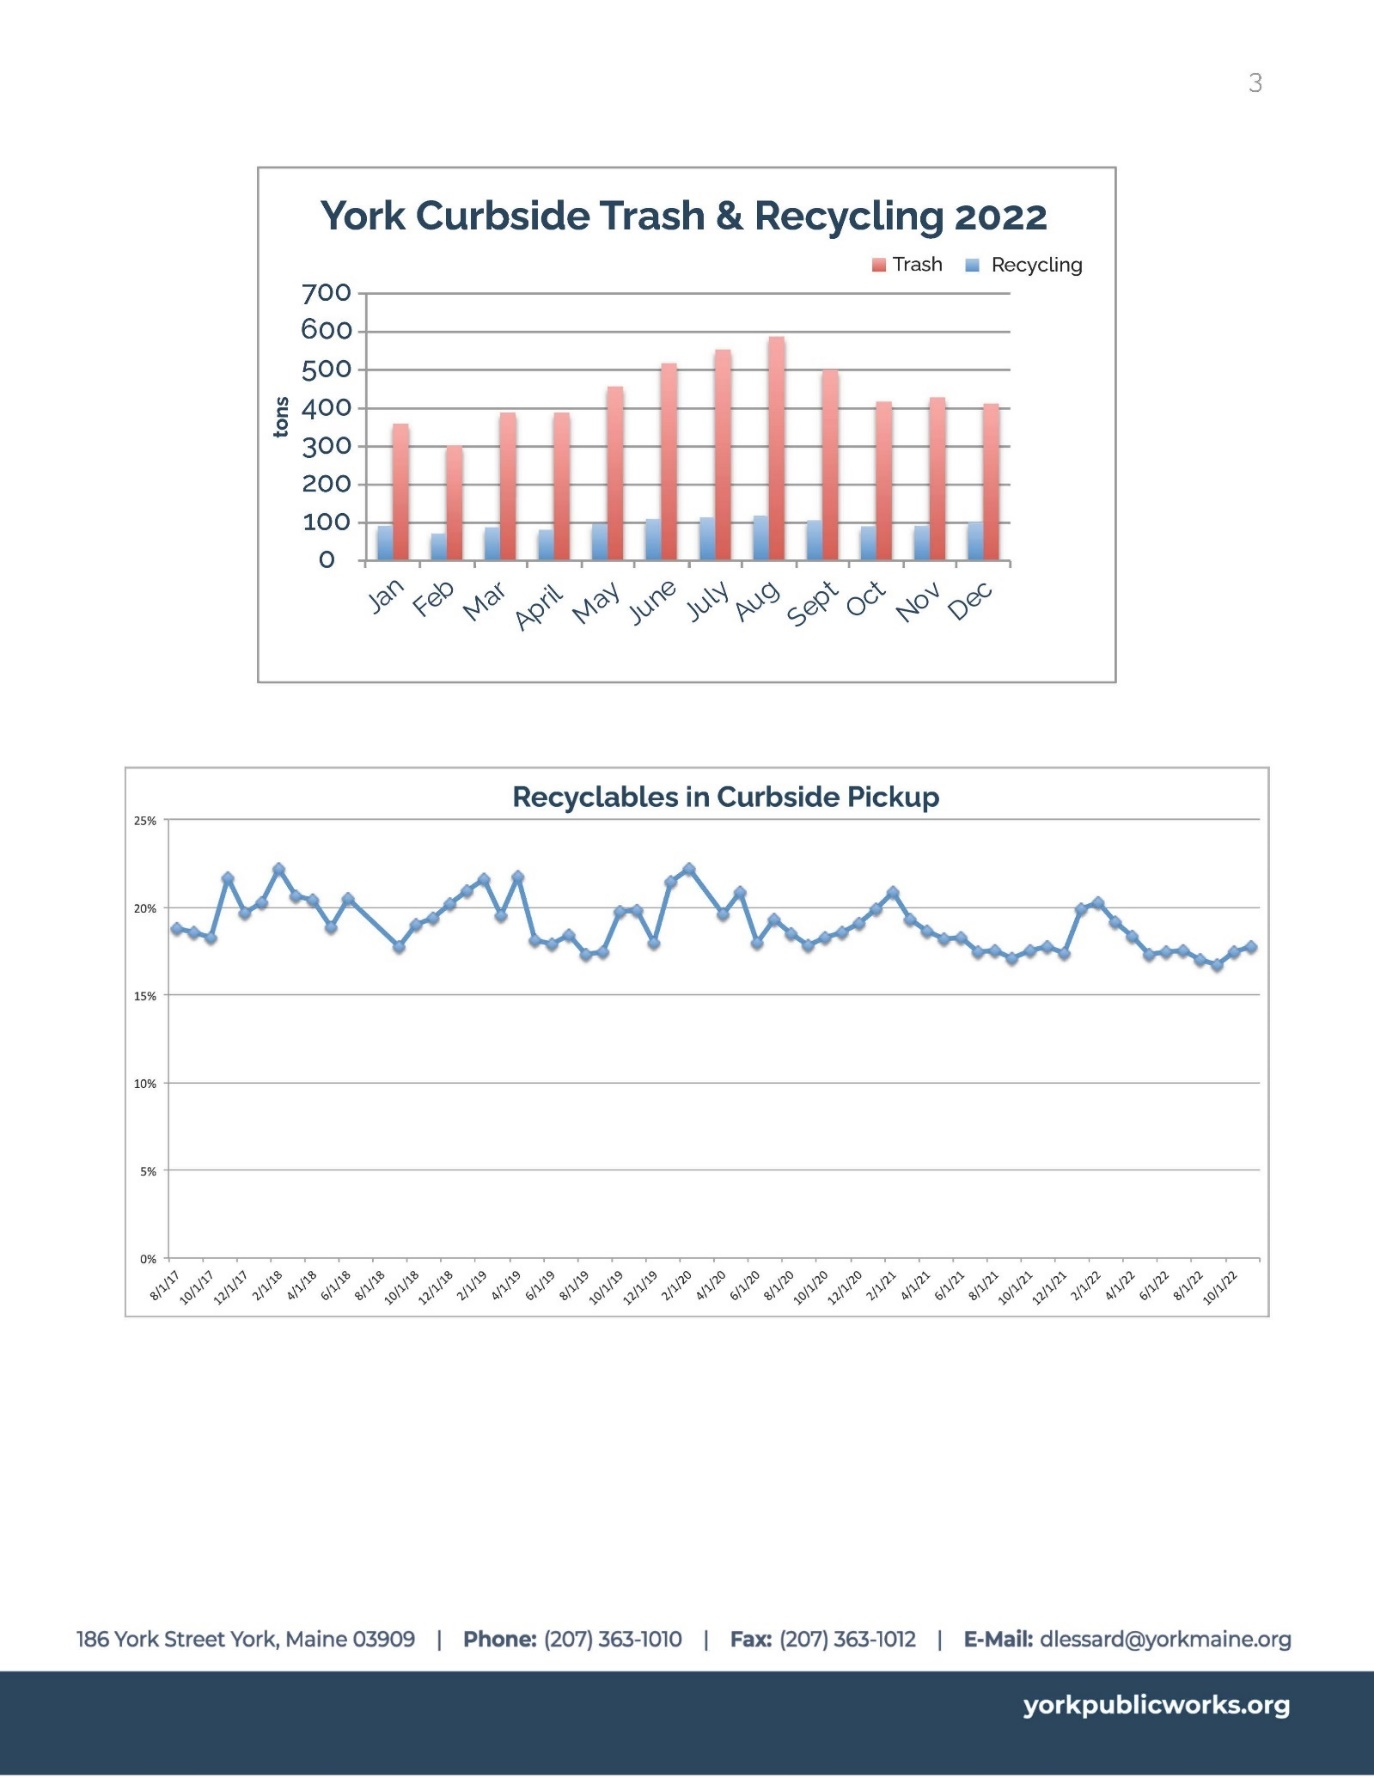 3
York Curbside Trash & Recycling 2022
Trash Recycling
700
600
500
400
300
200
100
0
tons
Jan Feb Mar April May June July Aug Sept Oct Nov Dec
Recyclables in Curbside Pickup
25%
20%
15%
10%
5%
0%
8/1/17 10/1/17 12/1/17 2/1/18 4/1/18 6/1/18 8/1/18 10/1/18 12/1/18 2/1/19 4/1/19 6/1/19 8/1/19 10/1/19 12/1/19 2/1/20 4/1/20 6/1/20 8/1/20 10/1/20 12/1/20 2/1/21 4/1/21 6/1/21 8/1/21 10/1/21 12/1/21 2/1/22 4/1/22 6/1/22 8/1/22 10/1/22
186 York Street York, Maine 03909 | Phone: (207) 363-1010 | Fax: (207) 363-1012 | E-Mail: dlessard@yorkmaine.org
yorkpublicworks.org